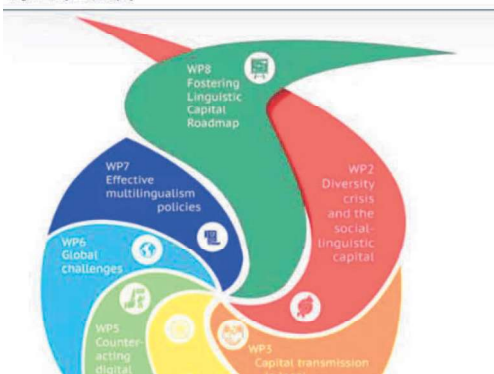 WP8
Fostering
Linguistic
Capital
Roadmap
WP2
Diversity
crisis
and the
social-
linguistic
capital
WP7
Effective
multilingualism
policies
WP6
Global
challenges
WP5
Counter-
acting
digital
WP3
Capital transmission